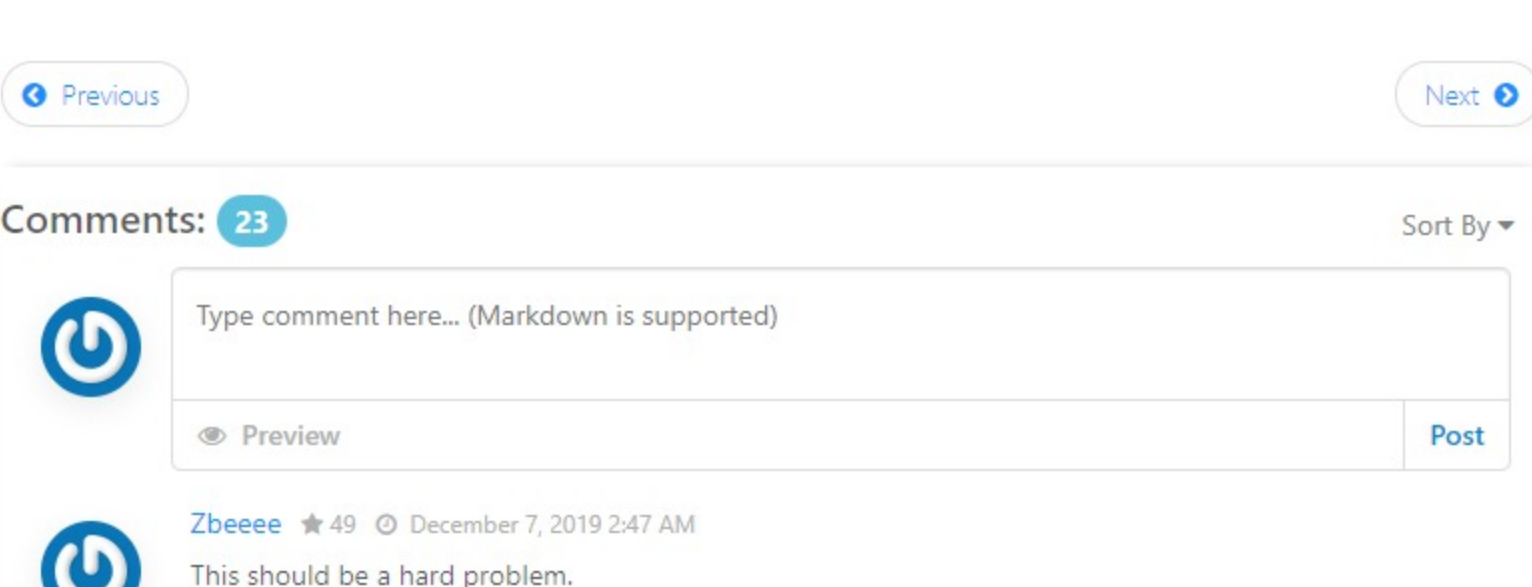 Previous
Next
Comments: 23
Sort By
Type comment here... (Markdown is supported)
Preview
Post
Zbeeee 49 December 7, 2019 2:47 AM
This should be a hard problem.